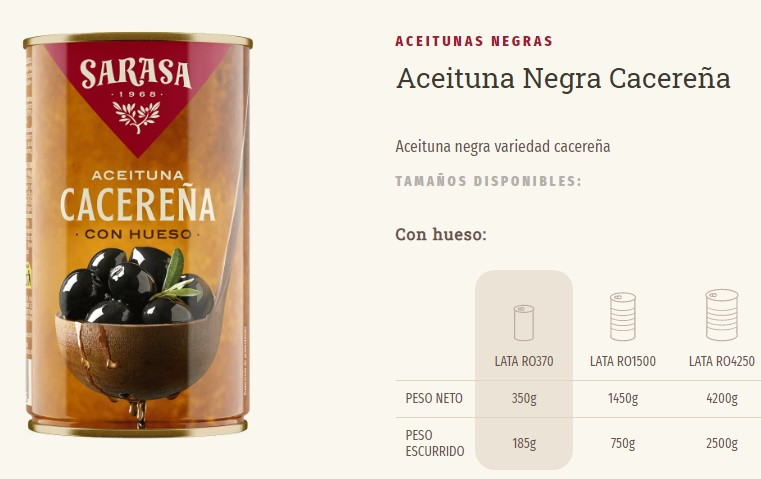 SARASA
· 1968 ·
ACEITUNA
CACEREÑA
· CON HUESO ·
ACEITUNAS NEGRAS
Aceituna Negra Cacereña
Aceituna negra variedad cacereña
TAMAÑOS DISPONIBLES:
Con hueso:
LATA RO370 LATA RO1500 LATA RO4250
PESO NETO 350g 1450g 4200g
PESO
ESCURRIDO 185g 750g 2500g